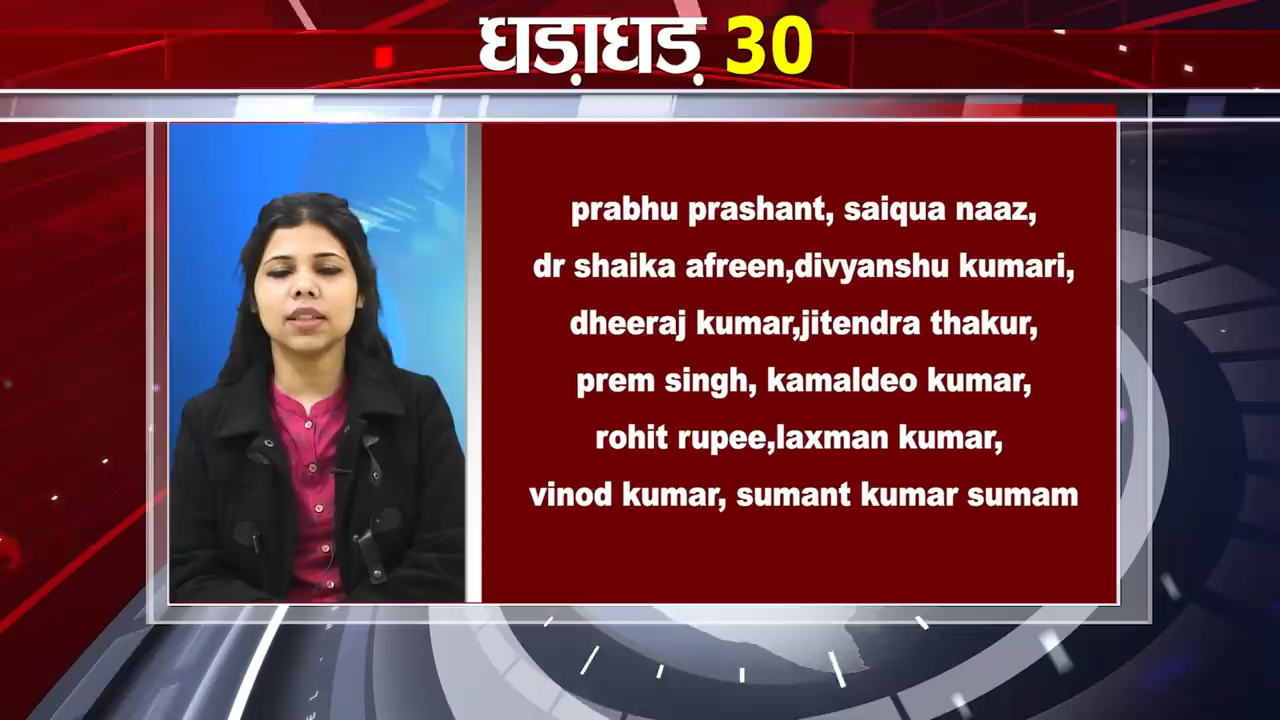 धड़ाधड़ 30
prabhu prashant, saiqua naaz,
dr shaika afreen,divyanshu kumari,
dheeraj kumar,jitendra thakur,
prem singh, kamaldeo kumar,
rohit rupee,laxman kumar,
vinod kumar, sumant kumar sumam